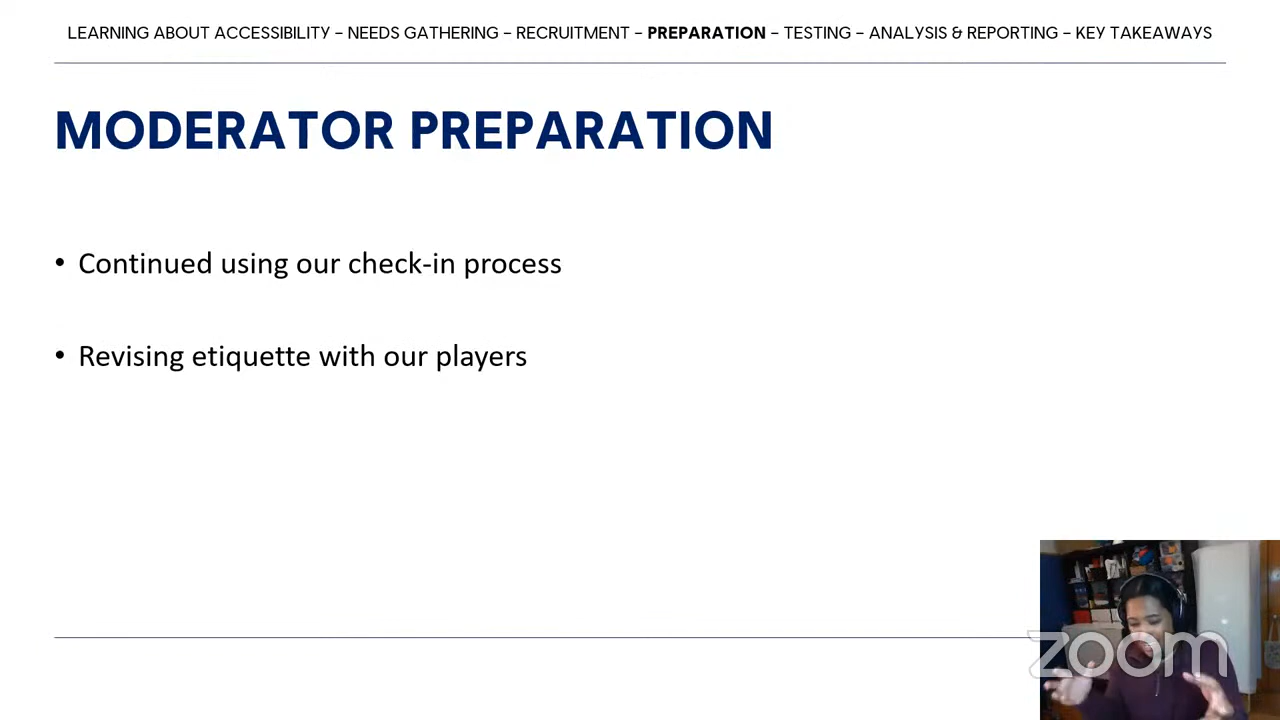 LEARNING ABOUT ACCESSIBILITY – NEEDS GATHERING – RECRUITMENT – PREPARATION – TESTING – ANALYSIS & REPORTING – KEY TAKEAWAYS
MODERATOR PREPARATION
• Continued using our check-in process
• Revising etiquette with our players
zoom